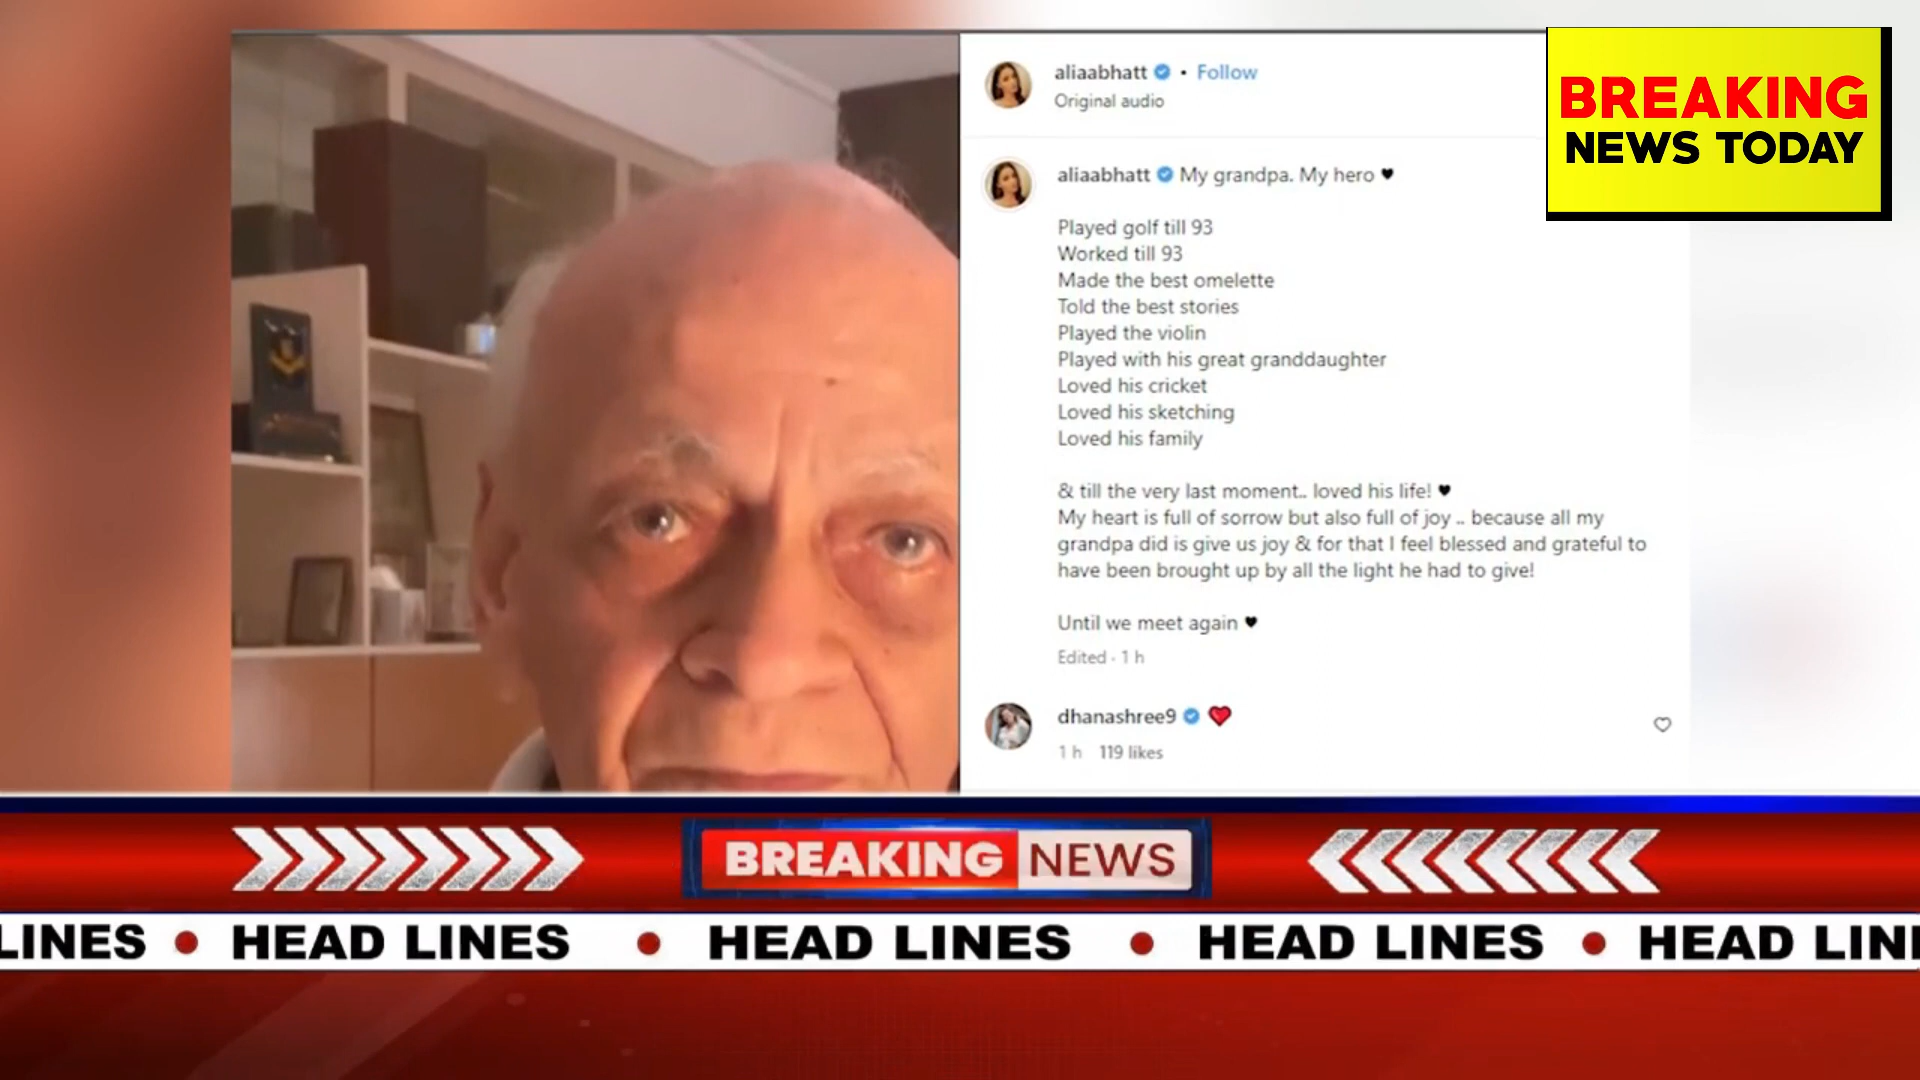 aliaabhatt • Follow
Original audio
BREAKING
NEWS TODAY
aliaabhatt My grandpa. My hero ♥
Played golf till 93
Worked till 93
Made the best omelette
Told the best stories
Played the violin
Played with his great granddaughter
Loved his cricket
Loved his sketching
Loved his family
& till the very last moment.. loved his life! ♥
My heart is full of sorrow but also full of joy .. because all my
grandpa did is give us joy & for that I feel blessed and grateful to
have been brought up by all the light he had to give!
Until we meet again ♥
Edited · 1 h
dhanashree9 ❤
1 h 119 likes
BREAKING NEWS
LINES • HEAD LINES • HEAD LINES • HEAD LINES • HEAD LIN